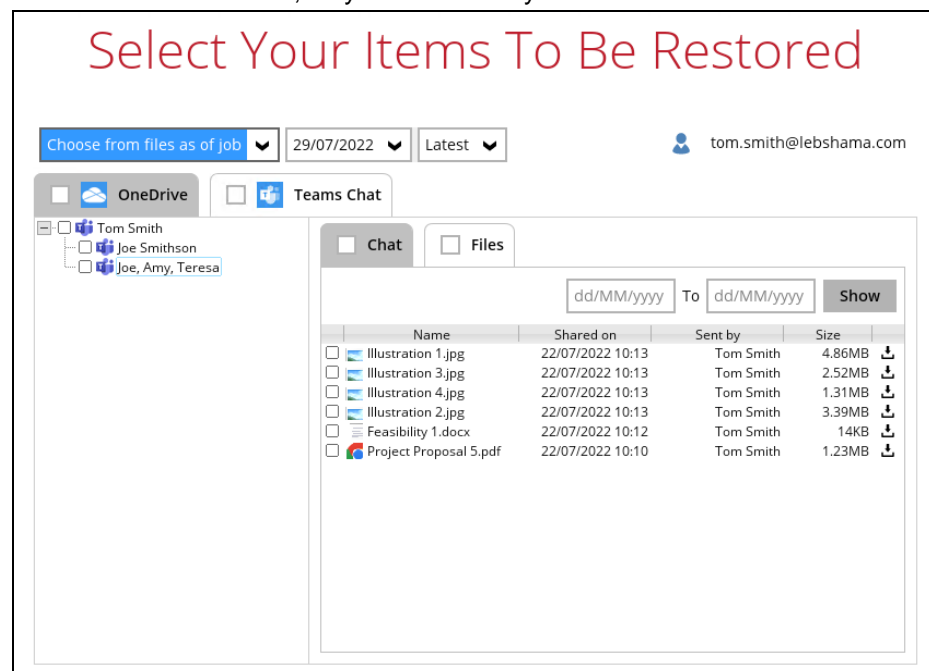 Select Your Items To Be Restored
Choose from files as of job 29/07/2022 Latest tom.smith@lebshama.com
OneDrive Teams Chat
Tom Smith
Joe Smithson
Joe, Amy, Teresa
Chat Files
dd/MM/yyyy To dd/MM/yyyy Show
Name Shared on Sent by Size
Illustration 1.jpg 22/07/2022 10:13 Tom Smith 4.86MB
Illustration 3.jpg 22/07/2022 10:13 Tom Smith 2.52MB
Illustration 4.jpg 22/07/2022 10:13 Tom Smith 1.31MB
Illustration 2.jpg 22/07/2022 10:13 Tom Smith 3.39MB
Feasibility 1.docx 22/07/2022 10:12 Tom Smith 14KB
Project Proposal 5.pdf 22/07/2022 10:10 Tom Smith 1.23MB